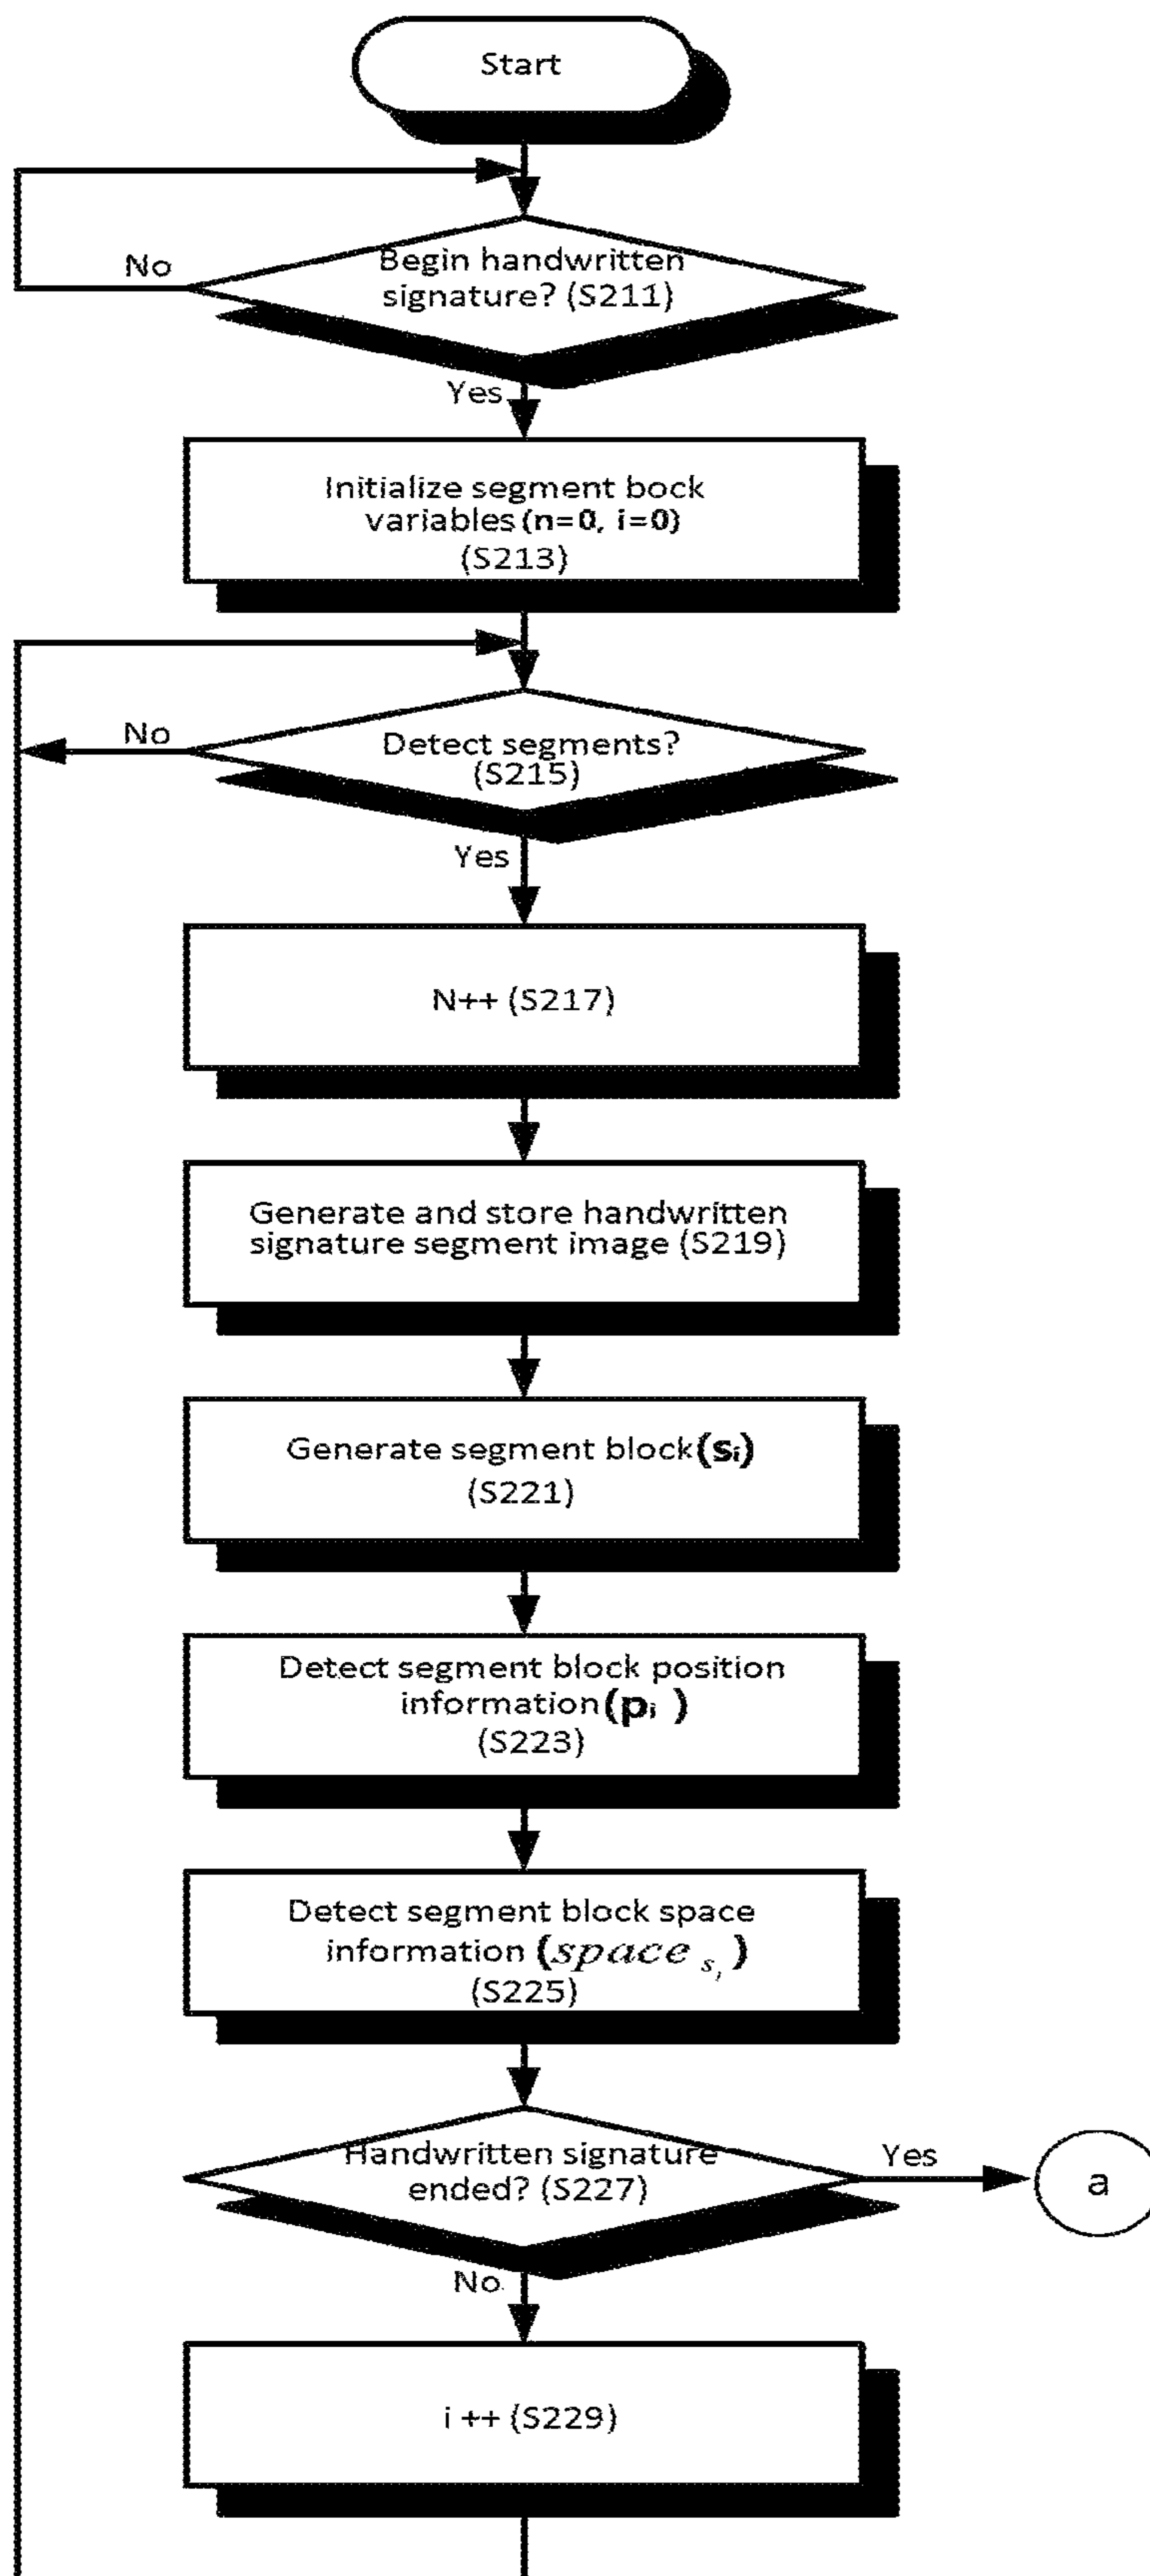 Start
No
Begin handwritten
signature? (S211)
Yes
Initialize segment bock
variables (n=0, i=0)
(S213)
No
Detect segments?
(S215)
Yes
N++ (S217)
Generate and store handwritten
signature segment image (S219)
Generate segment block(sᵢ)
(S221)
Detect segment block position
information(pᵢ )
(S223)
Detect segment block space
information (space sᵢ)
(S225)
Handwritten signature
ended? (S227)
Yes
a
No
i ++ (S229)